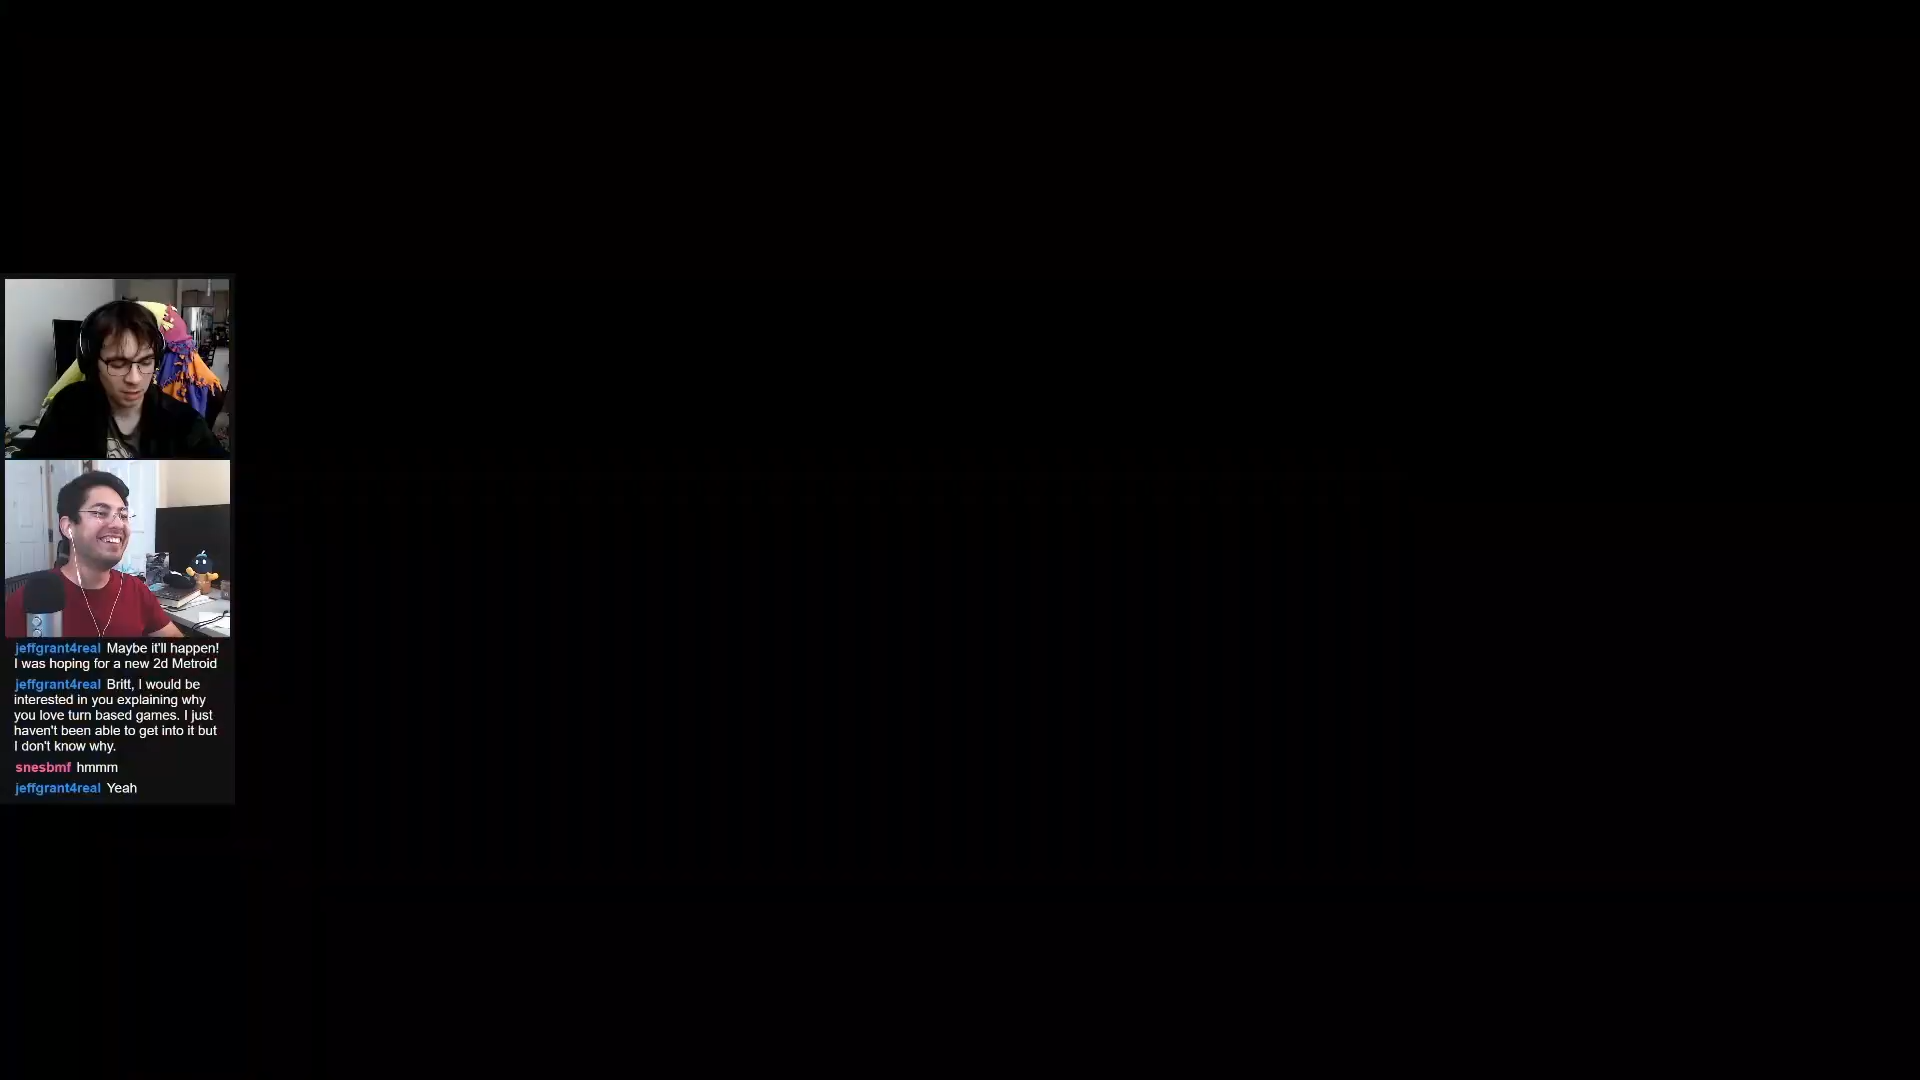 jeffgrant4real Maybe it'll happen!
I was hoping for a new 2d Metroid
jeffgrant4real Britt, I would be
interested in you explaining why
you love turn based games. I just
haven't been able to get into it but
I don't know why.
snesbmf hmmm
jeffgrant4real Yeah